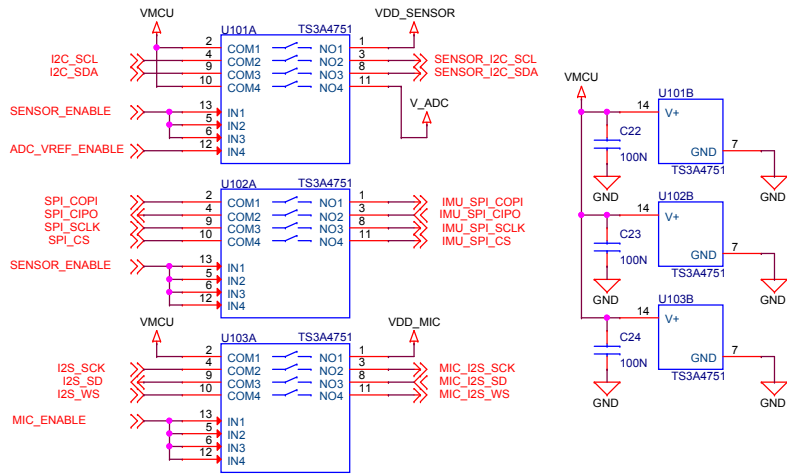 VMCU
VDD_SENSOR
U101A
TS3A4751
2 COM1 NO1 1
I2C_SCL 4 COM2 NO2 3 SENSOR_I2C_SCL
I2C_SDA 9 COM3 NO3 8 SENSOR_I2C_SDA
10 COM4 NO4 11
V_ADC
SENSOR_ENABLE 13 IN1
5 IN2
6 IN3
ADC_VREF_ENABLE 12 IN4
U102A
TS3A4751
SPI_COPI 2 COM1 NO1 1 IMU_SPI_COPI
SPI_CIPO 4 COM2 NO2 3 IMU_SPI_CIPO
SPI_SCLK 9 COM3 NO3 8 IMU_SPI_SCLK
SPI_CS 10 COM4 NO4 11 IMU_SPI_CS
SENSOR_ENABLE 13 IN1
5 IN2
6 IN3
12 IN4
VMCU
VDD_MIC
U103A
TS3A4751
2 COM1 NO1 1
I2S_SCK 4 COM2 NO2 3 MIC_I2S_SCK
I2S_SD 9 COM3 NO3 8 MIC_I2S_SD
I2S_WS 10 COM4 NO4 11 MIC_I2S_WS
MIC_ENABLE 13 IN1
5 IN2
6 IN3
12 IN4
VMCU
U101B
14 V+
C22
100N
GND 7
TS3A4751
GND
GND
U102B
14 V+
C23
100N
GND 7
TS3A4751
GND
GND
U103B
14 V+
C24
100N
GND 7
TS3A4751
GND
GND